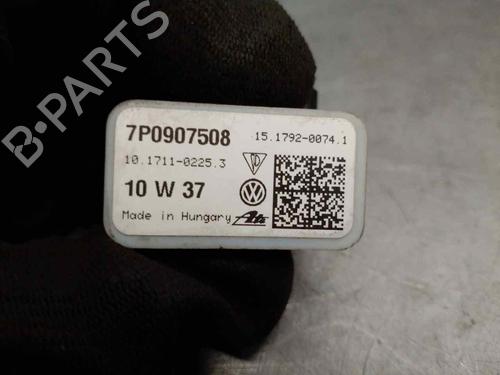 7P0907508 15.1792-0074.1
10.1711-0225.3
10 W 37
Made in Hungary Ate
B-PARTS